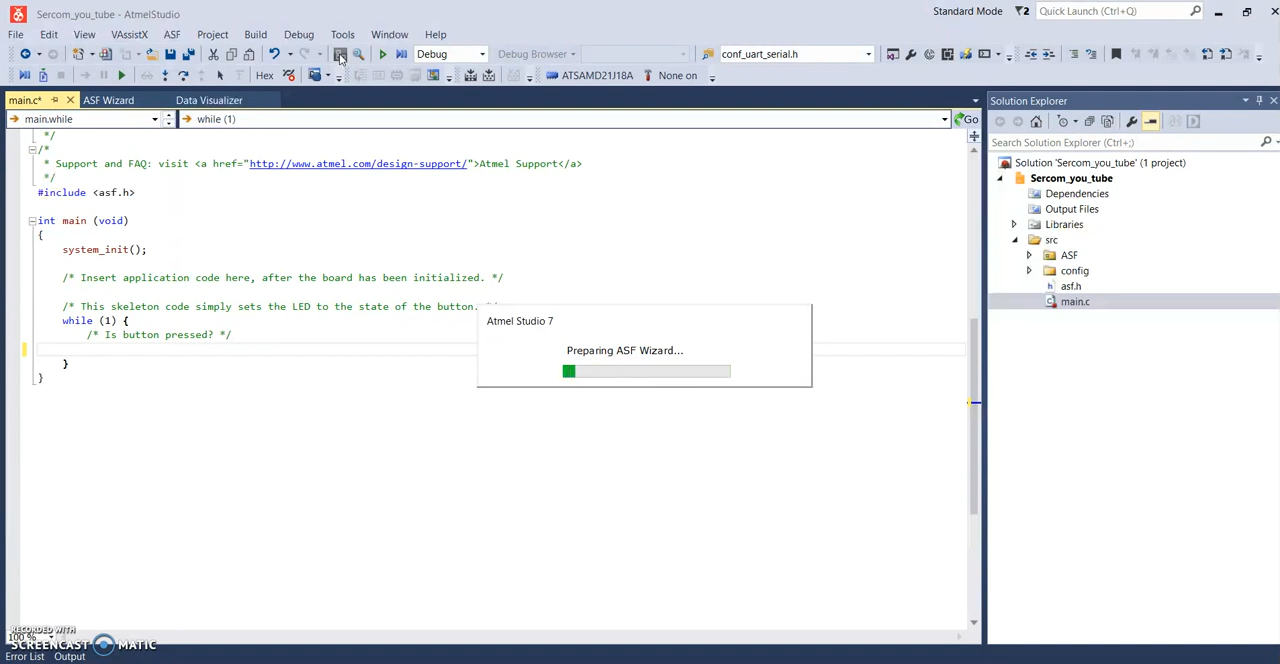 Sercom_you_tube - AtmelStudio
Standard Mode
2
Quick Launch (Ctrl+Q)
File Edit View VAssistX ASF Project Build Debug Tools Window Help
Debug
Debug Browser
conf_uart_serial.h
Hex
ATSAMD21J18A
None on
main.c*
ASF Wizard
Data Visualizer
main.while
while (1)
Go
*/
/*
* Support and FAQ: visit <a href="http://www.atmel.com/design-support/">Atmel Support</a>
*/
#include <asf.h>
int main (void)
{
system_init();
/* Insert application code here, after the board has been initialized. */
/* This skeleton code simply sets the LED to the state of the button. */
while (1) {
/* Is button pressed? */
}
}
Atmel Studio 7
Preparing ASF Wizard...
Solution Explorer
Search Solution Explorer (Ctrl+;)
Solution 'Sercom_you_tube' (1 project)
Sercom_you_tube
Dependencies
Output Files
Libraries
src
ASF
config
asf.h
main.c
100 %
RECORDED WITH
SCREENCAST MATIC
Error List Output